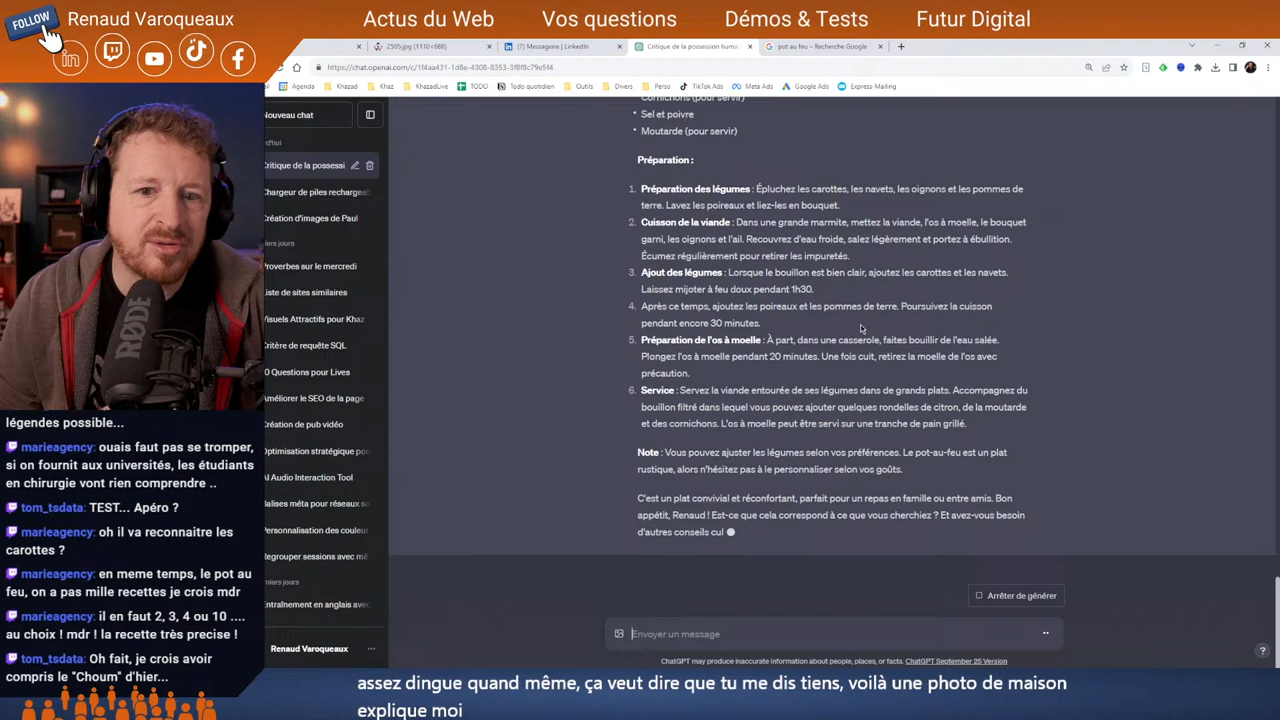 FOLLOW
Renaud Varoqueaux
Actus du Web
Vos questions
Démos & Tests
Futur Digital
2505.jpg (1110×686)
(7) Messagerie | LinkedIn
Critique de la possession hum
pot au feu – Recherche Google
https://chat.openai.com/c/1f4aa431-1d8e-4308-8353-3f8f8c79e5f4
Agenda
Khazad
Khaz
KhazadLive
TODO
Todo quotidien
Outils
Divers
Perso
TikTok Ads
Meta Ads
Google Ads
Express-Mailing
Nouveau chat
Critique de la possessi
Chargeur de piles rechargea
Création d'images de Paul
iers jours
Proverbes sur le mercredi
Liste de sites similaires
Visuels Attractifs pour Khaz
Critère de requête SQL
0 Questions pour Lives
Améliorer le SEO de la page
Création de pub vidéo
Optimisation stratégique po
AI Audio Interaction Tool
Balises méta pour réseaux so
Personnalisation des couleu
Regrouper sessions avec mê
niers jours
Entraînement en anglais avec
Renaud Varoqueaux
Cornichons (pour servir)
Sel et poivre
Moutarde (pour servir)
Préparation :
1. Préparation des légumes : Épluchez les carottes, les navets, les oignons et les pommes de
terre. Lavez les poireaux et liez-les en bouquet.
2. Cuisson de la viande : Dans une grande marmite, mettez la viande, l'os à moelle, le bouquet
garni, les oignons et l'ail. Recouvrez d'eau froide, salez légèrement et portez à ébullition.
Écumez régulièrement pour retirer les impuretés.
3. Ajout des légumes : Lorsque le bouillon est bien clair, ajoutez les carottes et les navets.
Laissez mijoter à feu doux pendant 1h30.
4. Après ce temps, ajoutez les poireaux et les pommes de terre. Poursuivez la cuisson
pendant encore 30 minutes.
5. Préparation de l'os à moelle : À part, dans une casserole, faites bouillir de l'eau salée.
Plongez l'os à moelle pendant 20 minutes. Une fois cuit, retirez la moelle de l'os avec
précaution.
6. Service : Servez la viande entourée de ses légumes dans de grands plats. Accompagnez du
bouillon filtré dans lequel vous pouvez ajouter quelques rondelles de citron, de la moutarde
et des cornichons. L'os à moelle peut être servi sur une tranche de pain grillé.
Note : Vous pouvez ajuster les légumes selon vos préférences. Le pot-au-feu est un plat
rustique, alors n'hésitez pas à le personnaliser selon vos goûts.
C'est un plat convivial et réconfortant, parfait pour un repas en famille ou entre amis. Bon
appétit, Renaud ! Est-ce que cela correspond à ce que vous cherchiez ? Et avez-vous besoin
d'autres conseils cul
Arrêter de générer
Envoyer un message
ChatGPT may produce inaccurate information about people, places, or facts. ChatGPT September 25 Version
légendes possible...
marieagency: ouais faut pas se tromper,
si on fournit aux universités, les étudiants
en chirurgie vont rien comprendre ..
tom_tsdata: TEST... Apéro ?
marieagency: oh il va reconnaitre les
carottes ?
marieagency: en meme temps, le pot au
feu, on a pas mille recettes je crois mdr
marieagency: il en faut 2, 3, 4 ou 10 ....
au choix ! mdr ! la recette très precise !
tom_tsdata: Oh fait, je crois avoir
compris le "Choum" d'hier...
assez dingue quand même, ça veut dire que tu me dis tiens, voilà une photo de maison
explique moi